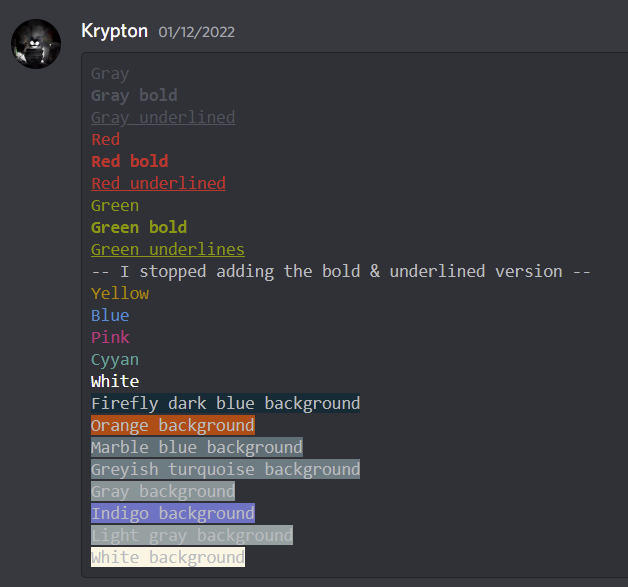 Krypton 01/12/2022
Gray
Gray bold
Gray underlined
Red
Red bold
Red underlined
Green
Green bold
Green underlines
-- I stopped adding the bold & underlined version --
Yellow
Blue
Pink
Cyyan
White
Firefly dark blue background
Orange background
Marble blue background
Greyish turquoise background
Gray background
Indigo background
Light gray background
White background